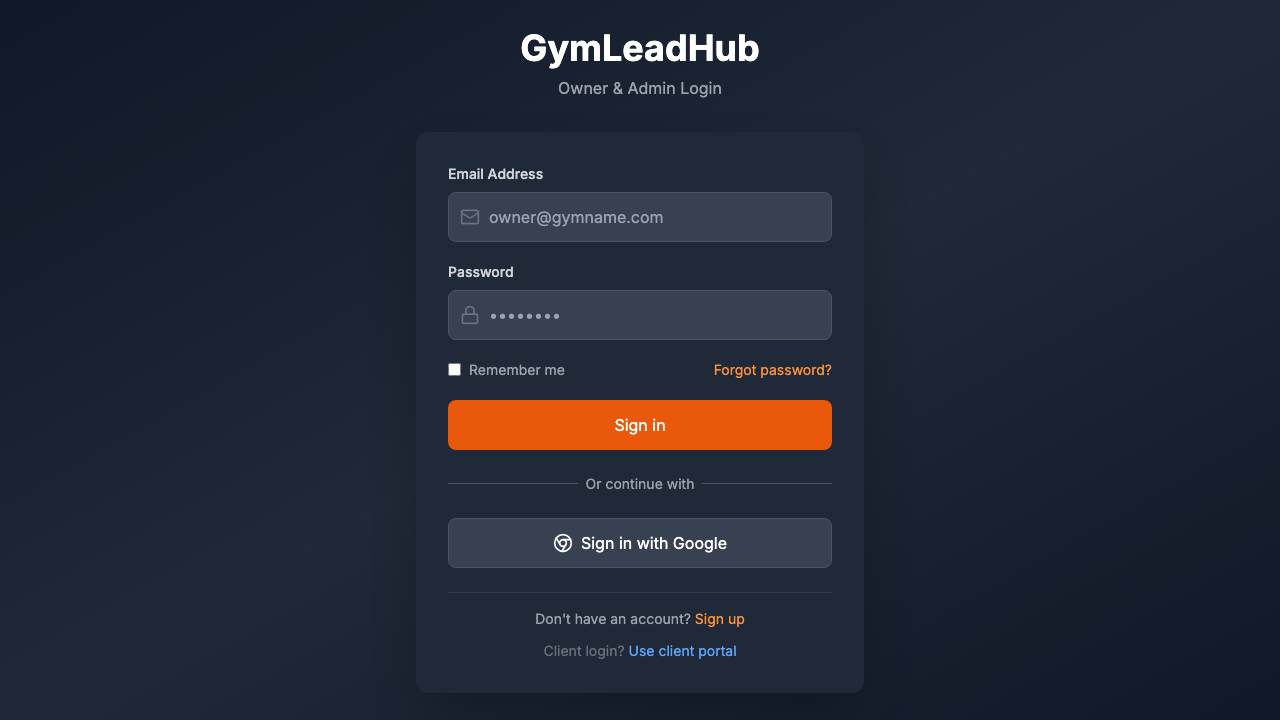 GymLeadHub
Owner & Admin Login
Email Address
owner@gymname.com
Password
••••••••
Remember me
Forgot password?
Sign in
Or continue with
Sign in with Google
Don't have an account? Sign up
Client login? Use client portal